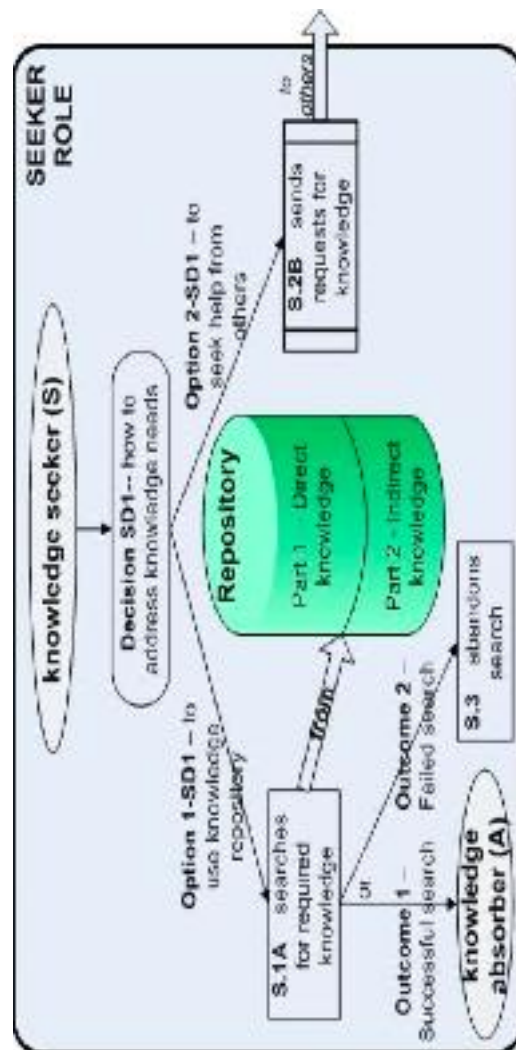 SEEKER
ROLE
knowledge seeker (S)
Decision SD1-- how to
address knowledge needs
Option 1-SD1 – to
use knowledge
repository
Option 2-SD1 – to
seek help from
others
S.1A searches
for required
knowledge
from
Repository
Part 1 - Direct
knowledge
Part 2 - Indirect
knowledge
S.2B sends
requests for
knowledge
to
others
or
Outcome 1 –
Successful search
Outcome 2 –
Failed search
knowledge
absorber (A)
S.3 abandons
search